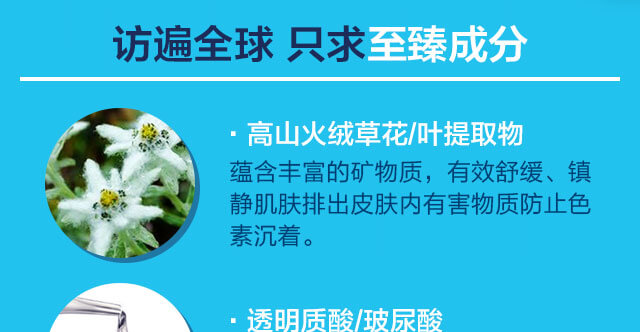 访遍全球 只求至臻成分
· 高山火绒草花/叶提取物
蕴含丰富的矿物质，有效舒缓、镇
静肌肤排出皮肤内有害物质防止色
素沉着。
· 透明质酸/玻尿酸